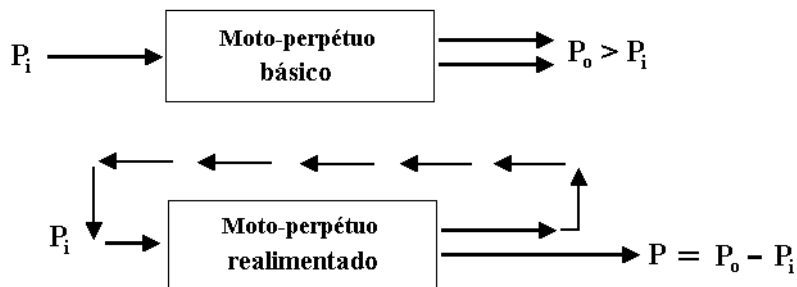 Moto-perpétuo
básico
Pi
Po > Pi
Moto-perpétuo
realimentado
Pi
P = Po – Pi